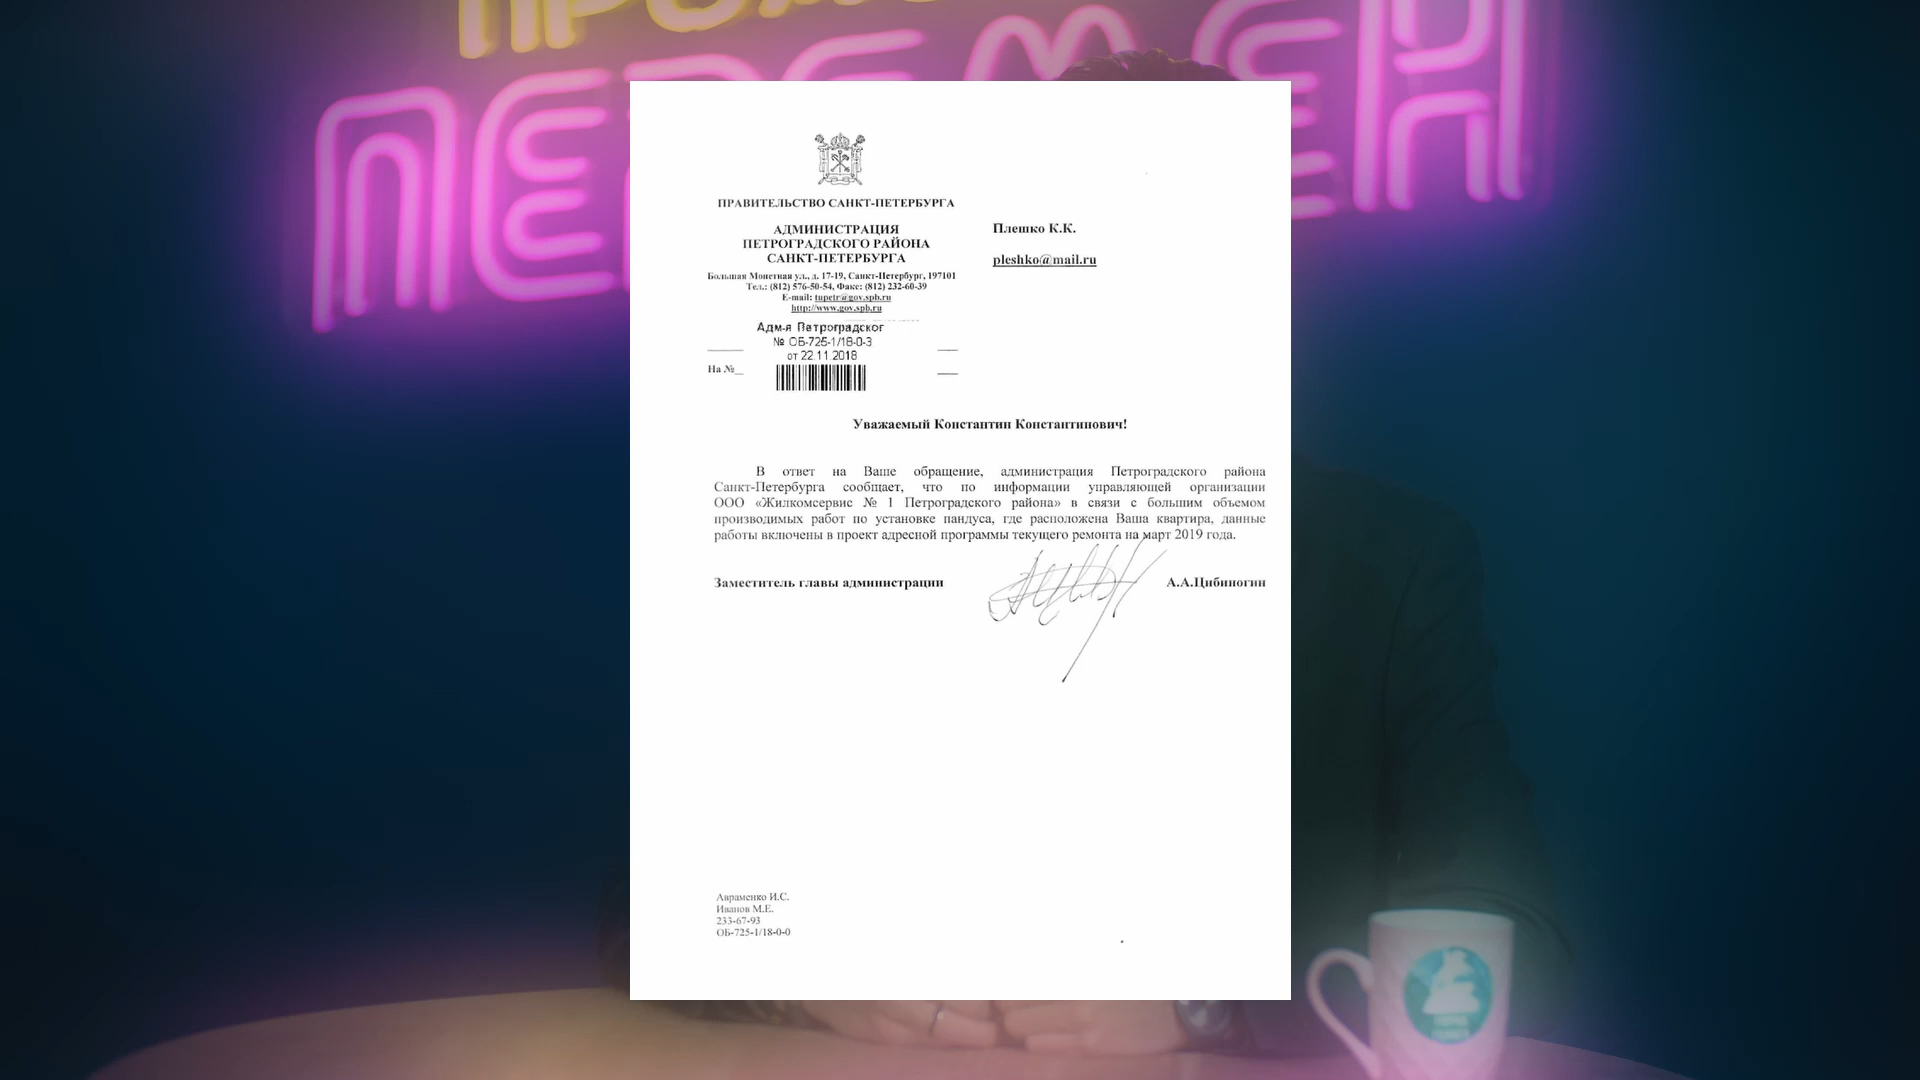 ПЕРЕМЕН
ПРАВИТЕЛЬСТВО САНКТ-ПЕТЕРБУРГА
АДМИНИСТРАЦИЯ
ПЕТРОГРАДСКОГО РАЙОНА
САНКТ-ПЕТЕРБУРГА
Большая Монетная ул., д. 17-19, Санкт-Петербург, 197101
Тел.: (812) 576-50-54, Факс: (812) 232-60-39
E-mail: tupetr@gov.spb.ru
http://www.gov.spb.ru
Адм-я Петроградског
№ ОБ-725-1/18-0-3
от 22.11.2018
На №
Плешко К.К.
pleshko@mail.ru
Уважаемый Константин Константинович!
В ответ на Ваше обращение, администрация Петроградского района
Санкт-Петербурга сообщает, что по информации управляющей организации
ООО «Жилкомсервис № 1 Петроградского района» в связи с большим объемом
производимых работ по установке пандуса, где расположена Ваша квартира, данные
работы включены в проект адресной программы текущего ремонта на март 2019 года.
Заместитель главы администрации А.А.Цибиногин
Авраменко И.С.
Иванов М.Е.
233-67-93
ОБ-725-1/18-0-0